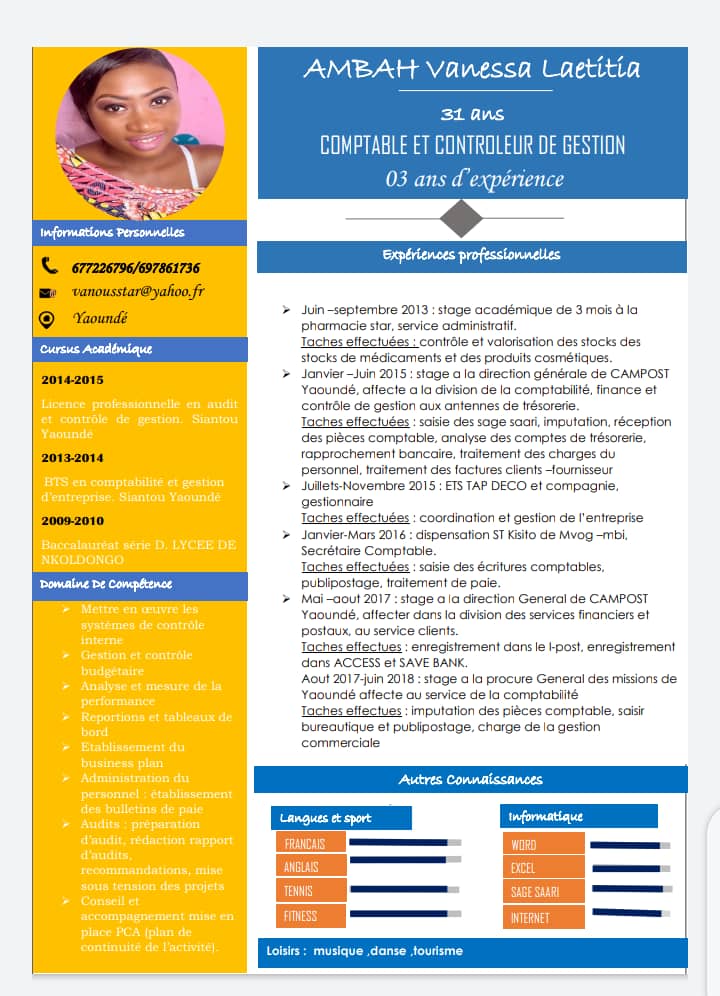 AMBAH Vanessa Laetitia
31 ans
COMPTABLE ET CONTROLEUR DE GESTION
03 ans d'expérience
Informations Personnelles
677226796/697861736
vanousstar@yahoo.fr
Yaoundé
Cursus Académique
2014-2015
Licence professionnelle en audit
et contrôle de gestion. Siantou
Yaoundé
2013-2014
BTS en comptabilité et gestion
d'entreprise. Siantou Yaoundé
2009-2010
Baccalauréat série D. LYCEE DE
NKOLDONGO
Domaine De Compétence
➢ Mettre en œuvre les
systèmes de contrôle
interne
➢ Gestion et contrôle
budgétaire
➢ Analyse et mesure de la
performance
➢ Reportions et tableaux de
bord
➢ Etablissement du
business plan
➢ Administration du
personnel : établissement
des bulletins de paie
➢ Audits : préparation
d'audit, rédaction rapport
d'audits,
recommandations, mise
sous tension des projets
➢ Conseil et
accompagnement mise en
place PCA (plan de
continuité de l'activité).
Expériences professionnelles
➢ Juin –septembre 2013 : stage académique de 3 mois à la
pharmacie star, service administratif.
Taches effectuées : contrôle et valorisation des stocks des
stocks de médicaments et des produits cosmétiques.
➢ Janvier –Juin 2015 : stage a la direction générale de CAMPOST
Yaoundé, affecte a la division de la comptabilité, finance et
contrôle de gestion aux antennes de trésorerie.
Taches effectuées : saisie des sage saari, imputation, réception
des pièces comptable, analyse des comptes de trésorerie,
rapprochement bancaire, traitement des charges du
personnel, traitement des factures clients –fournisseur
➢ Juillets-Novembre 2015 : ETS TAP DECO et compagnie,
gestionnaire
Taches effectuées : coordination et gestion de l'entreprise
➢ Janvier-Mars 2016 : dispensation ST Kisito de Mvog –mbi,
Secrétaire Comptable.
Taches effectuées : saisie des écritures comptables,
publipostage, traitement de paie.
➢ Mai –aout 2017 : stage a la direction General de CAMPOST
Yaoundé, affecter dans la division des services financiers et
postaux, au service clients.
Taches effectues : enregistrement dans le I-post, enregistrement
dans ACCESS et SAVE BANK.
Aout 2017-juin 2018 : stage a la procure General des missions de
Yaoundé affecte au service de la comptabilité
Taches effectues : imputation des pièces comptable, saisir
bureautique et publipostage, charge de la gestion
commerciale
Autres Connaissances
Langues et sport
FRANCAIS
ANGLAIS
TENNIS
FITNESS
Informatique
WORD
EXCEL
SAGE SAARI
INTERNET
Loisirs : musique ,danse ,tourisme